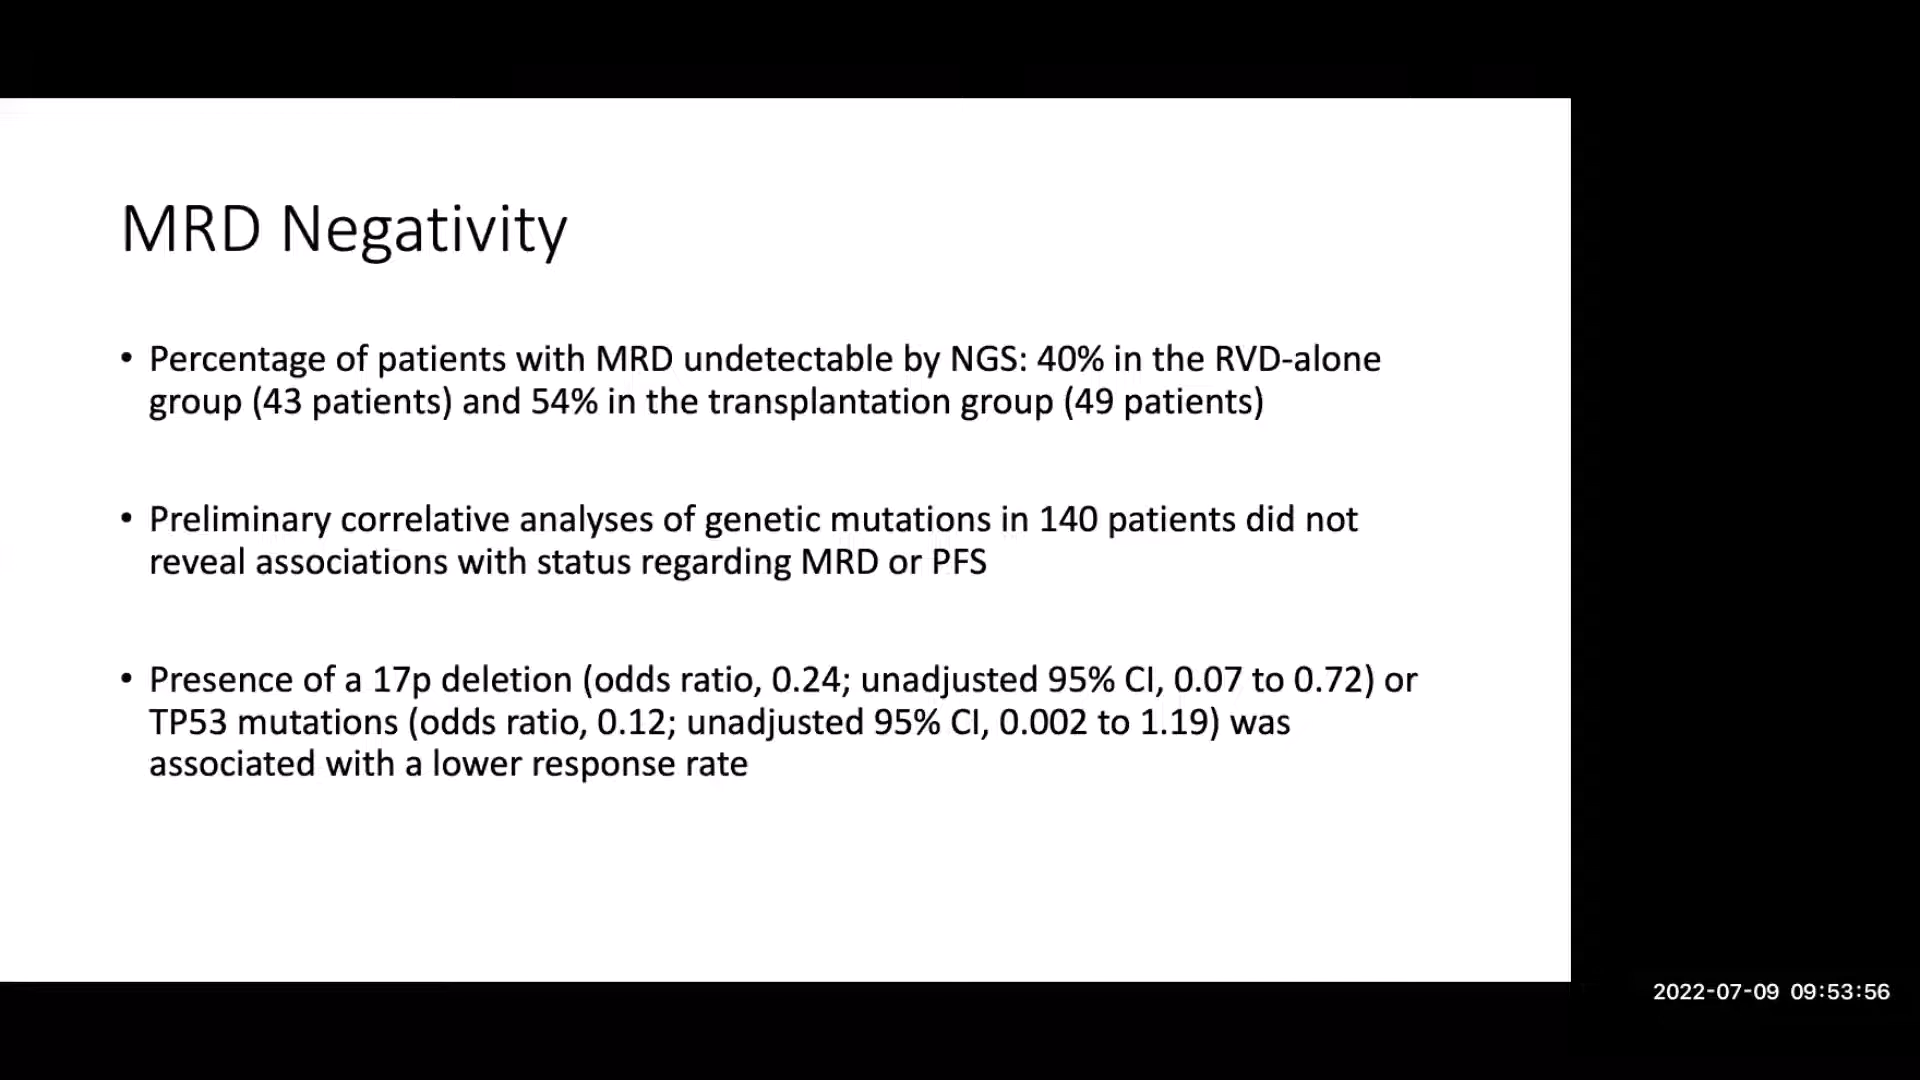 MRD Negativity
• Percentage of patients with MRD undetectable by NGS: 40% in the RVD-alone
group (43 patients) and 54% in the transplantation group (49 patients)
• Preliminary correlative analyses of genetic mutations in 140 patients did not
reveal associations with status regarding MRD or PFS
• Presence of a 17p deletion (odds ratio, 0.24; unadjusted 95% CI, 0.07 to 0.72) or
TP53 mutations (odds ratio, 0.12; unadjusted 95% CI, 0.002 to 1.19) was
associated with a lower response rate
2022-07-09 09:53:56